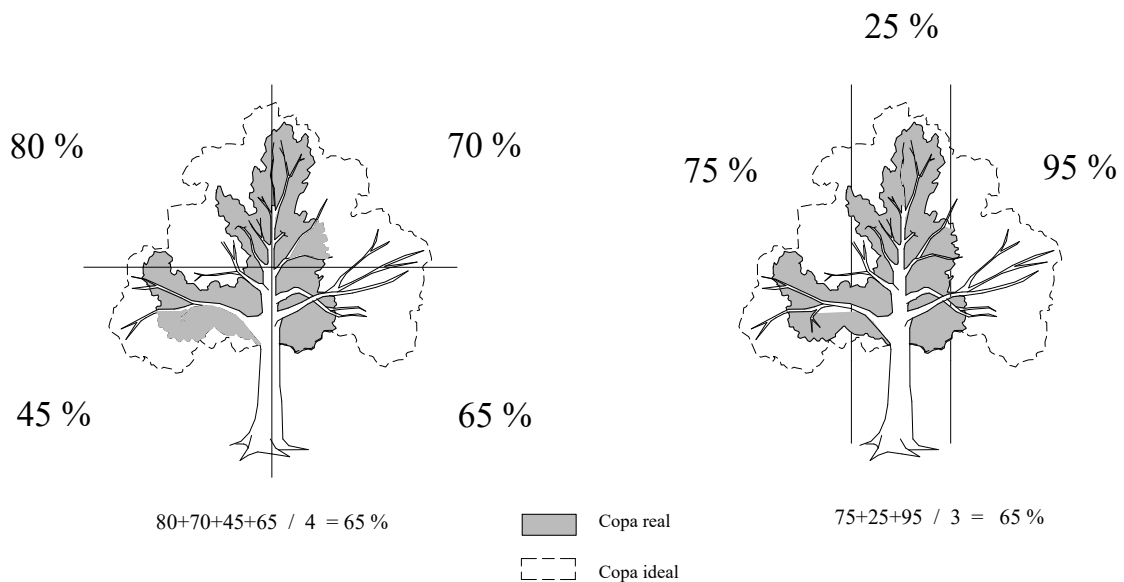 25 %
80 %
70 %
75 %
95 %
45 %
65 %
80+70+45+65 / 4 = 65 %
Copa real
75+25+95 / 3 = 65 %
Copa ideal